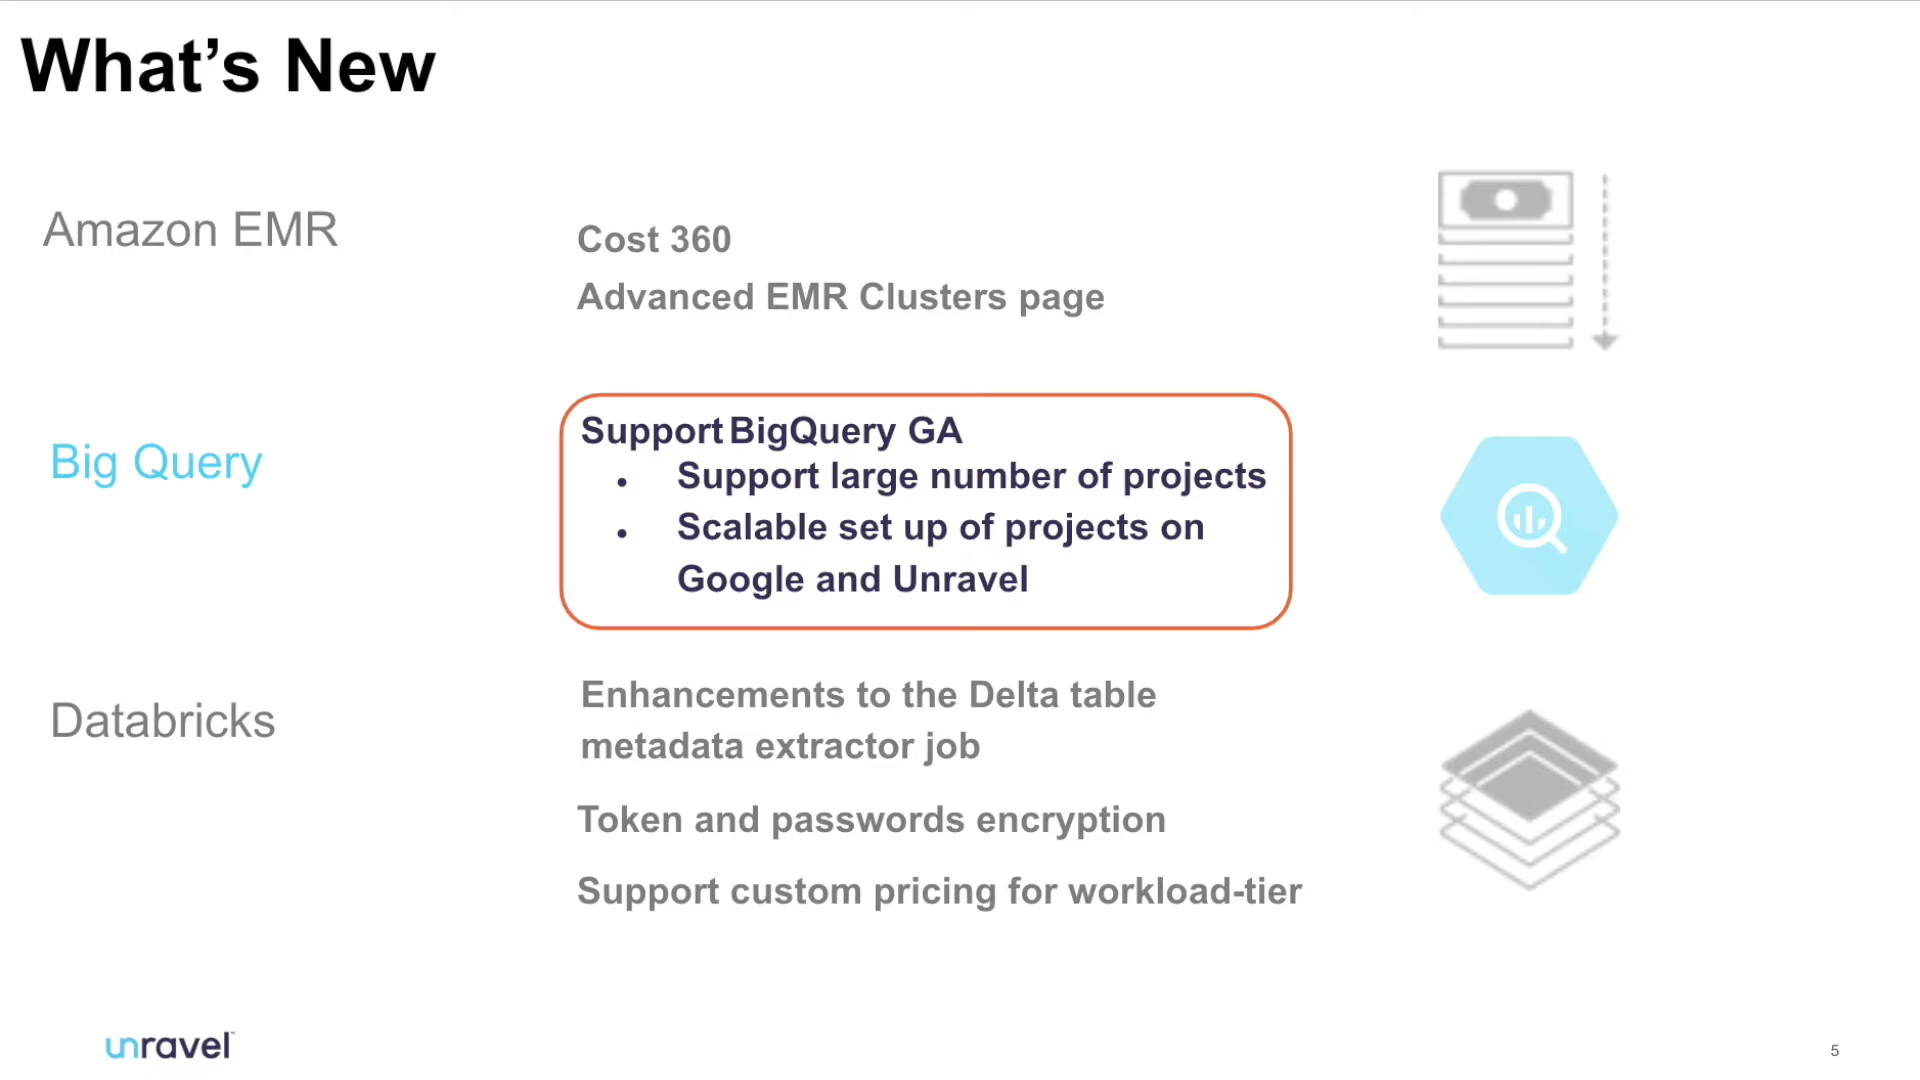 What’s New
Amazon EMR
Cost 360
Advanced EMR Clusters page
Big Query
Support BigQuery GA
• Support large number of projects
• Scalable set up of projects on
Google and Unravel
Databricks
Enhancements to the Delta table
metadata extractor job
Token and passwords encryption
Support custom pricing for workload-tier
unravel™
5